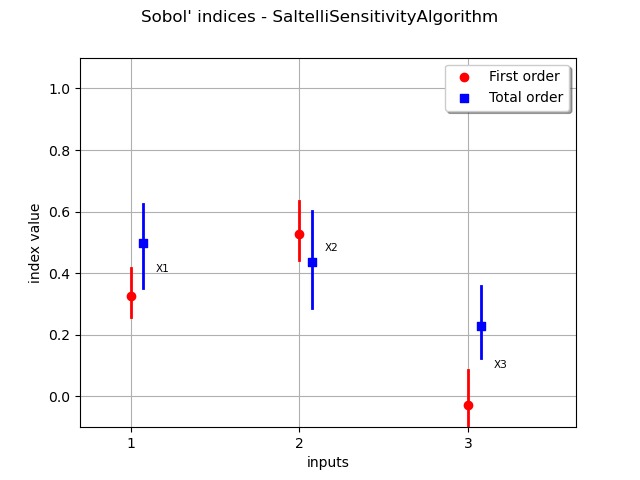 Sobol' indices - SaltelliSensitivityAlgorithm
First order
Total order
1.0
0.8
0.6
0.4
0.2
0.0
index value
X1
X2
X3
1
2
3
inputs